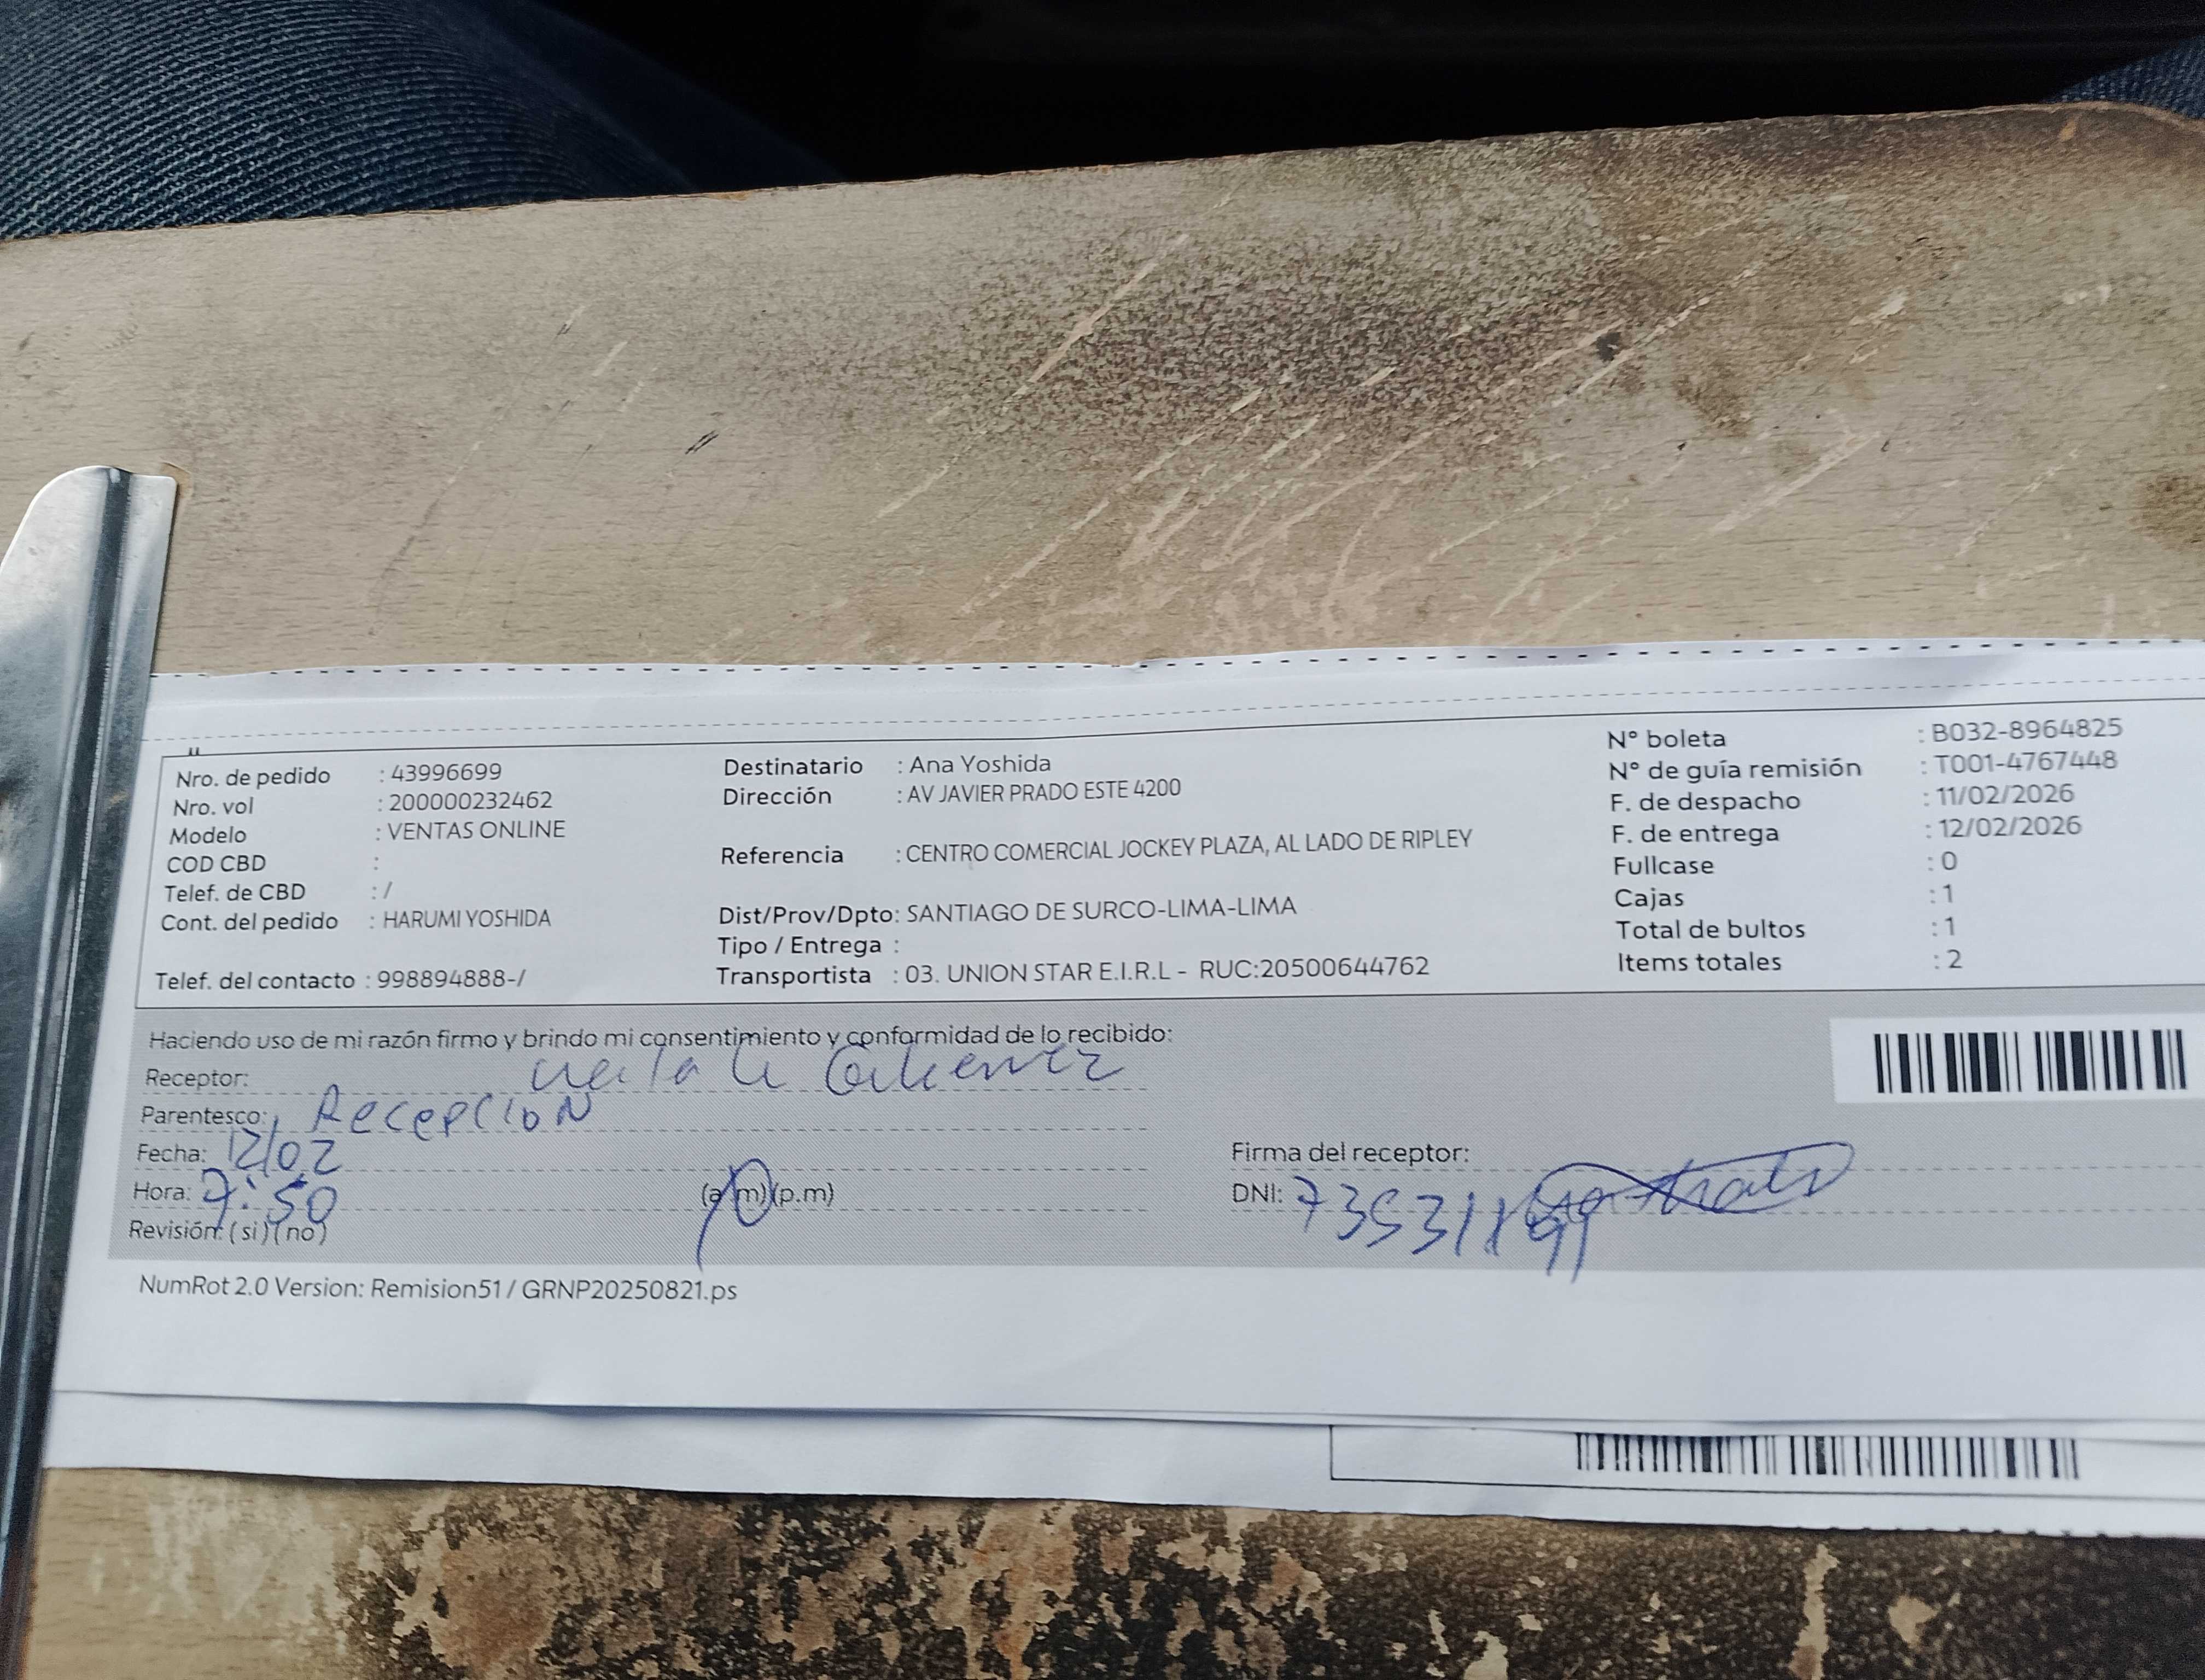 Nro. de pedido : 43996699
Nro. vol : 200000232462
Modelo : VENTAS ONLINE
COD CBD :
Telef. de CBD : /
Cont. del pedido : HARUMI YOSHIDA
Telef. del contacto : 998894888-/
Destinatario : Ana Yoshida
Dirección : AV JAVIER PRADO ESTE 4200
Referencia : CENTRO COMERCIAL JOCKEY PLAZA, AL LADO DE RIPLEY
Dist/Prov/Dpto: SANTIAGO DE SURCO-LIMA-LIMA
Tipo / Entrega :
Transportista : 03. UNION STAR E.I.R.L - RUC:20500644762
N° boleta : B032-8964825
N° de guía remisión : T001-4767448
F. de despacho : 11/02/2026
F. de entrega : 12/02/2026
Fullcase : 0
Cajas : 1
Total de bultos : 1
Items totales : 2
Haciendo uso de mi razón firmo y brindo mi consentimiento y conformidad de lo recibido:
Receptor:
Parentesco: RECEPCION
Fecha: 12/02
Hora: 7:50 (a.m)(p.m)
Revisión: (si)(no)
Firma del receptor:
DNI:
NumRot 2.0 Version: Remision51 / GRNP20250821.ps